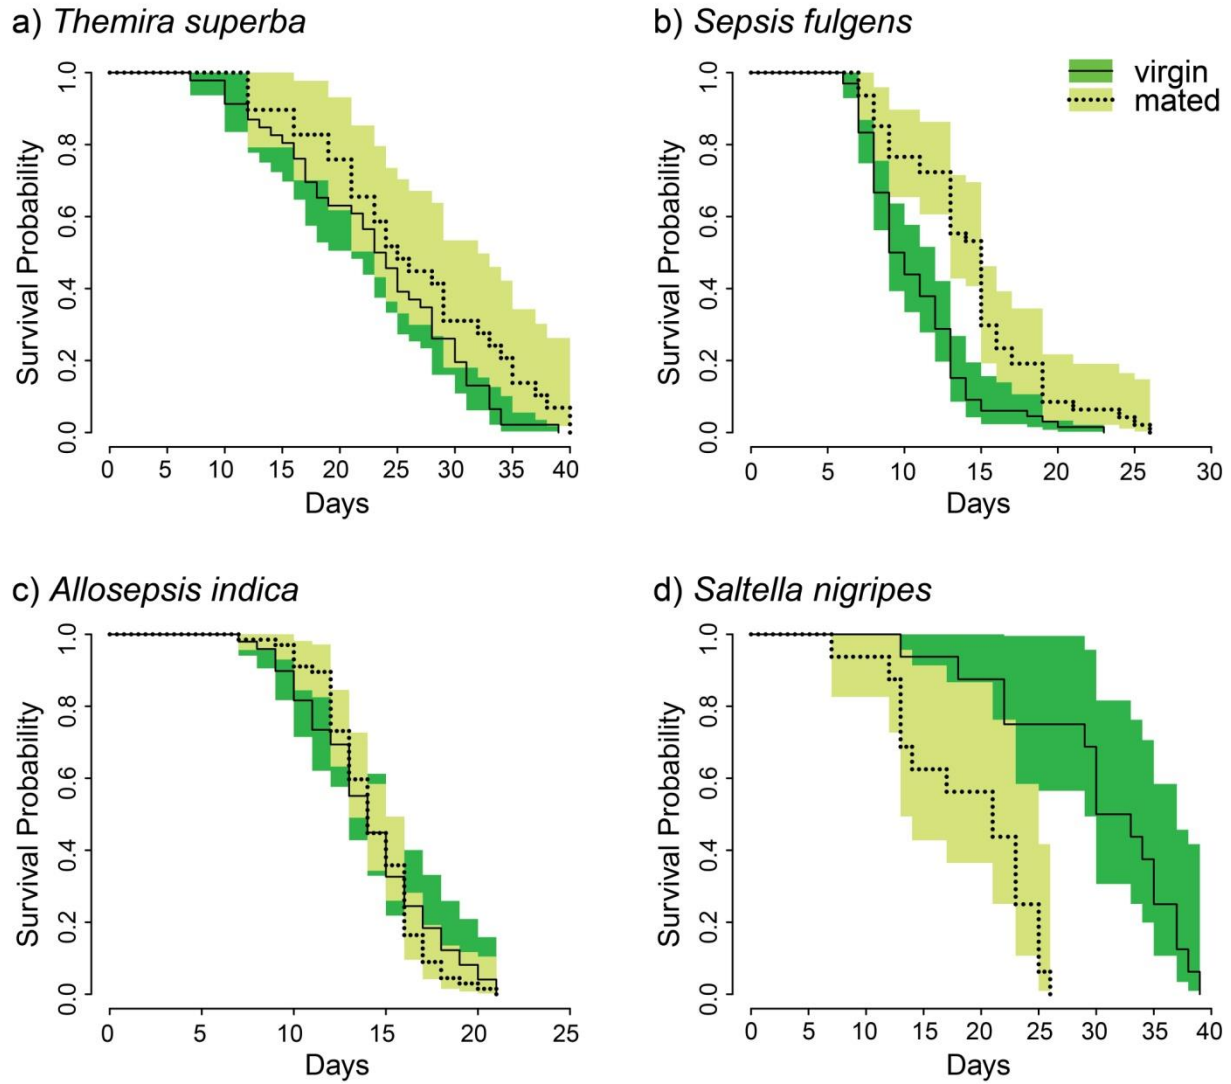 a) Themira superba
b) Sepsis fulgens
virgin
mated
Survival Probability
0.0 0.2 0.4 0.6 0.8 1.0
0 5 10 15 20 25 30 35 40
Days
Survival Probability
0.0 0.2 0.4 0.6 0.8 1.0
0 5 10 15 20 25 30
Days
c) Allosepsis indica
d) Saltella nigripes
Survival Probability
0.0 0.2 0.4 0.6 0.8 1.0
0 5 10 15 20 25
Days
Survival Probability
0.0 0.2 0.4 0.6 0.8 1.0
0 5 10 15 20 25 30 35 40
Days